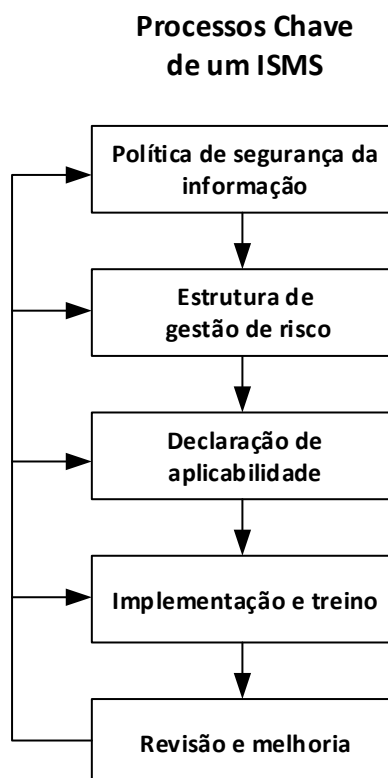 Processos Chave
de um ISMS
Política de segurança da
informação
Estrutura de
gestão de risco
Declaração de
aplicabilidade
Implementação e treino
Revisão e melhoria